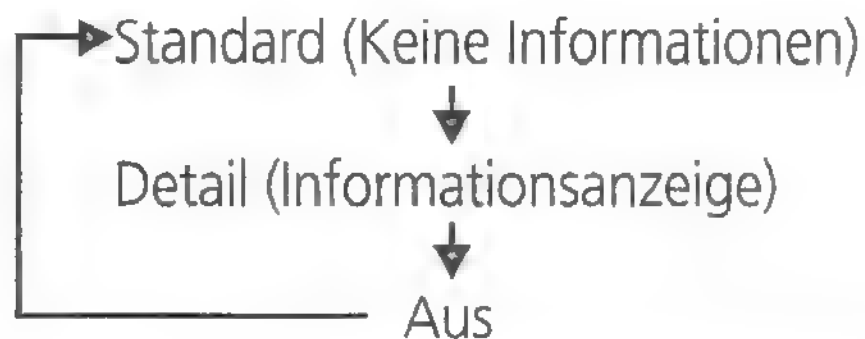 Standard (Keine Informationen)
Detail (Informationsanzeige)
Aus